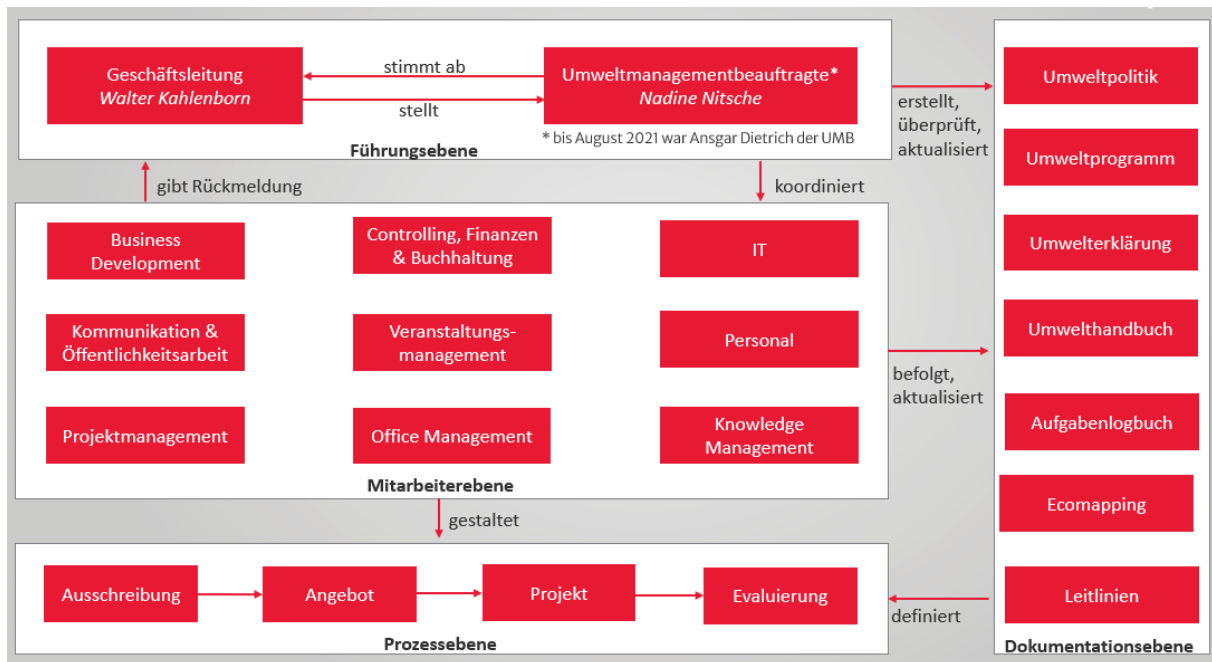 Geschäftsleitung
Walter Kahlenborn
stimmt ab
stellt
Umweltmanagementbeauftragte*
Nadine Nitsche
* bis August 2021 war Ansgar Dietrich der UMB
Führungsebene
erstellt,
überprüft,
aktualisiert
gibt Rückmeldung
koordiniert
Business
Development
Controlling, Finanzen
& Buchhaltung
IT
Kommunikation &
Öffentlichkeitsarbeit
Veranstaltungs-
management
Personal
Projektmanagement
Office Management
Knowledge
Management
Mitarbeiterebene
befolgt,
aktualisiert
gestaltet
Ausschreibung
Angebot
Projekt
Evaluierung
Prozessebene
definiert
Umweltpolitik
Umweltprogramm
Umwelterklärung
Umwelthandbuch
Aufgabenlogbuch
Ecomapping
Leitlinien
Dokumentationsebene